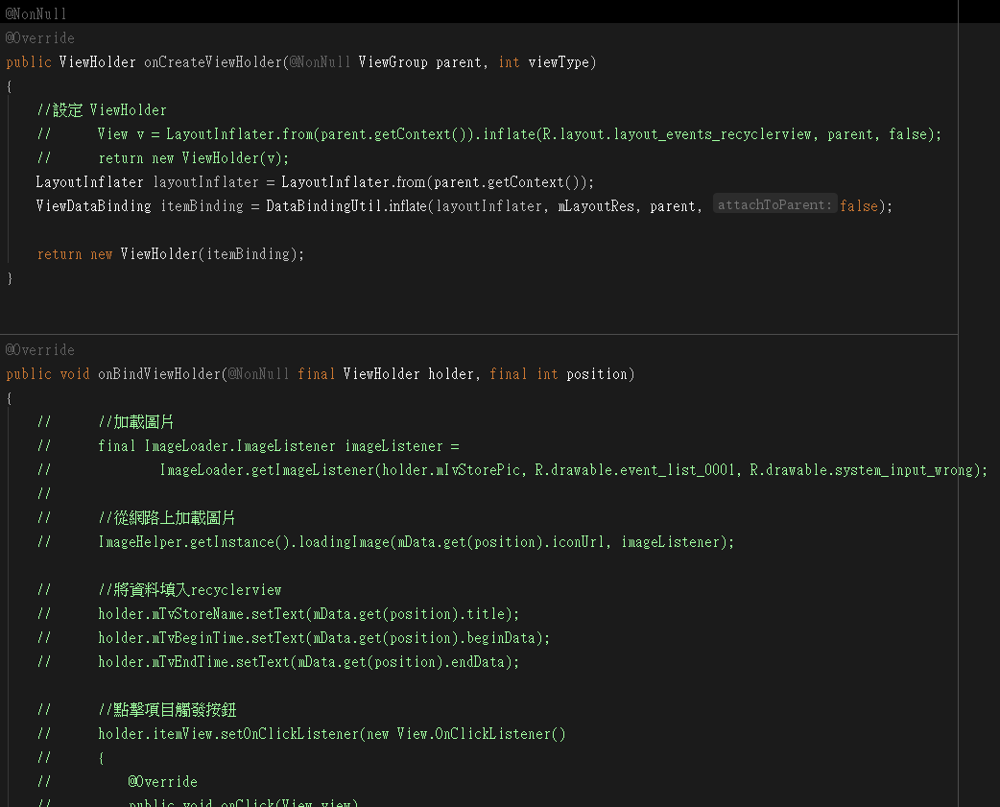 @NonNull
@Override
public ViewHolder onCreateViewHolder(@NonNull ViewGroup parent, int viewType)
{
//設定 ViewHolder
// View v = LayoutInflater.from(parent.getContext()).inflate(R.layout.layout_events_recyclerview, parent, false);
// return new ViewHolder(v);
LayoutInflater layoutInflater = LayoutInflater.from(parent.getContext());
ViewDataBinding itemBinding = DataBindingUtil.inflate(layoutInflater, mLayoutRes, parent, attachToParent: false);
return new ViewHolder(itemBinding);
}
@Override
public void onBindViewHolder(@NonNull final ViewHolder holder, final int position)
{
// //加載圖片
// final ImageLoader.ImageListener imageListener =
// ImageLoader.getImageListener(holder.mIvStorePic, R.drawable.event_list_0001, R.drawable.system_input_wrong);
//
// //從網路上加載圖片
// ImageHelper.getInstance().loadingImage(mData.get(position).iconUrl, imageListener);
// //將資料填入recyclerview
// holder.mTvStoreName.setText(mData.get(position).title);
// holder.mTvBeginTime.setText(mData.get(position).beginData);
// holder.mTvEndTime.setText(mData.get(position).endData);
// //點擊項目觸發按鈕
// holder.itemView.setOnClickListener(new View.OnClickListener()
// {
// @Override
// public void onClick(View view)